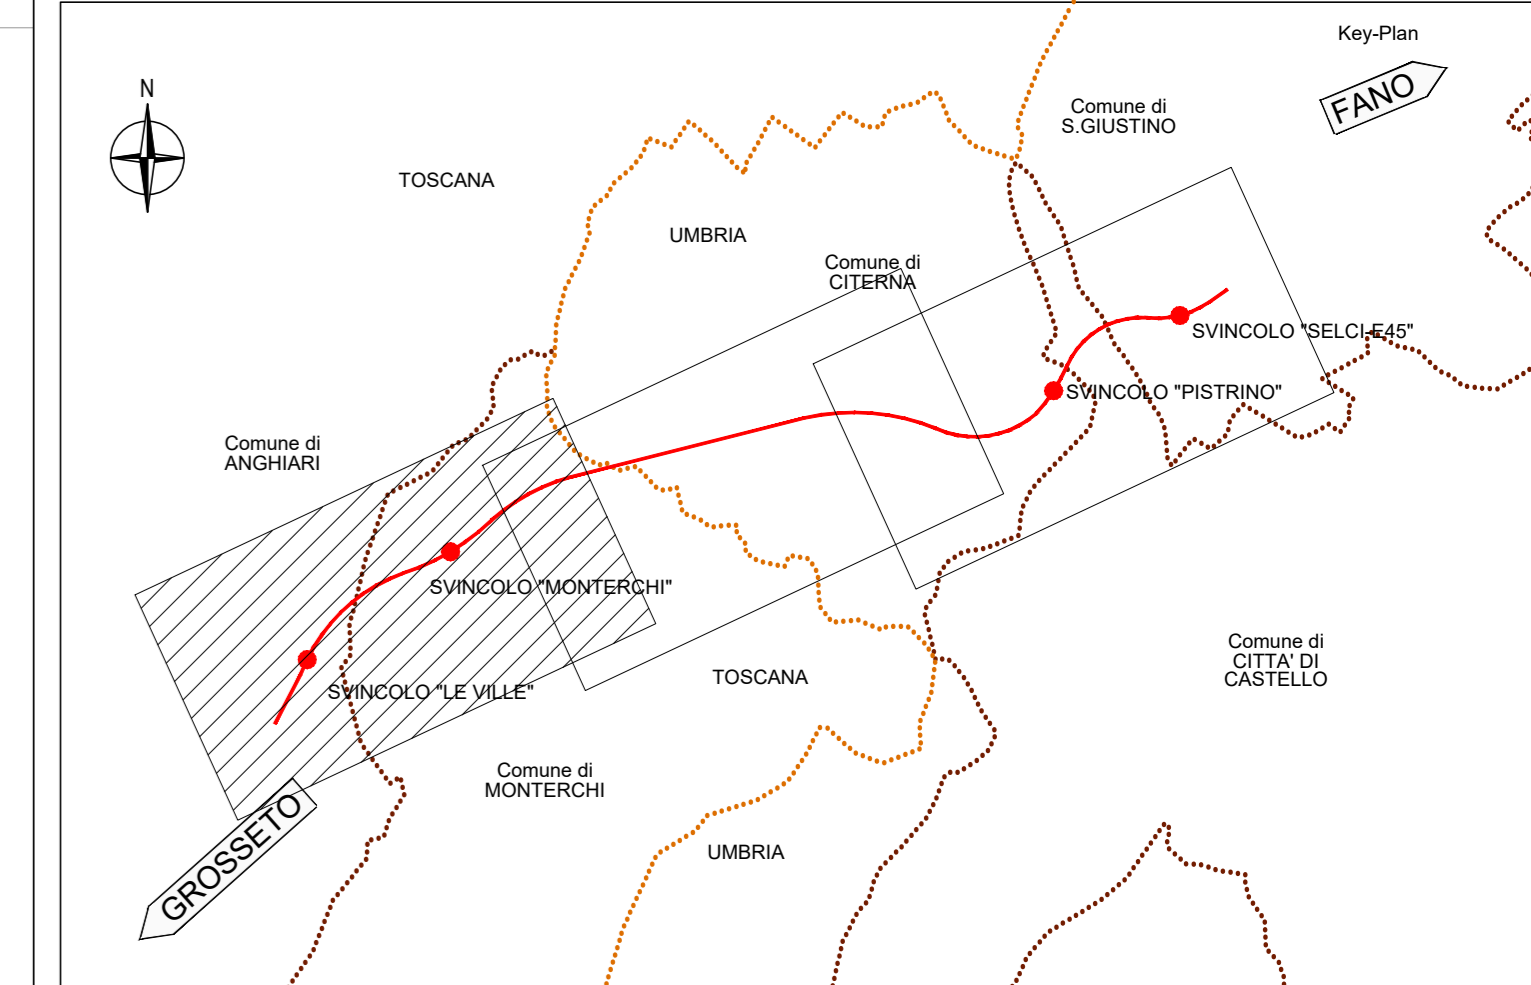 Key-Plan
N
FANO
Comune di
S.GIUSTINO
TOSCANA
UMBRIA
Comune di
CITERNA
SVINCOLO "SELCI-E45"
SVINCOLO "PISTRINO"
Comune di
ANGHIARI
SVINCOLO "MONTERCHI"
SVINCOLO "LE VILLE"
TOSCANA
Comune di
CITTA' DI
CASTELLO
Comune di
MONTERCHI
GROSSETO
UMBRIA